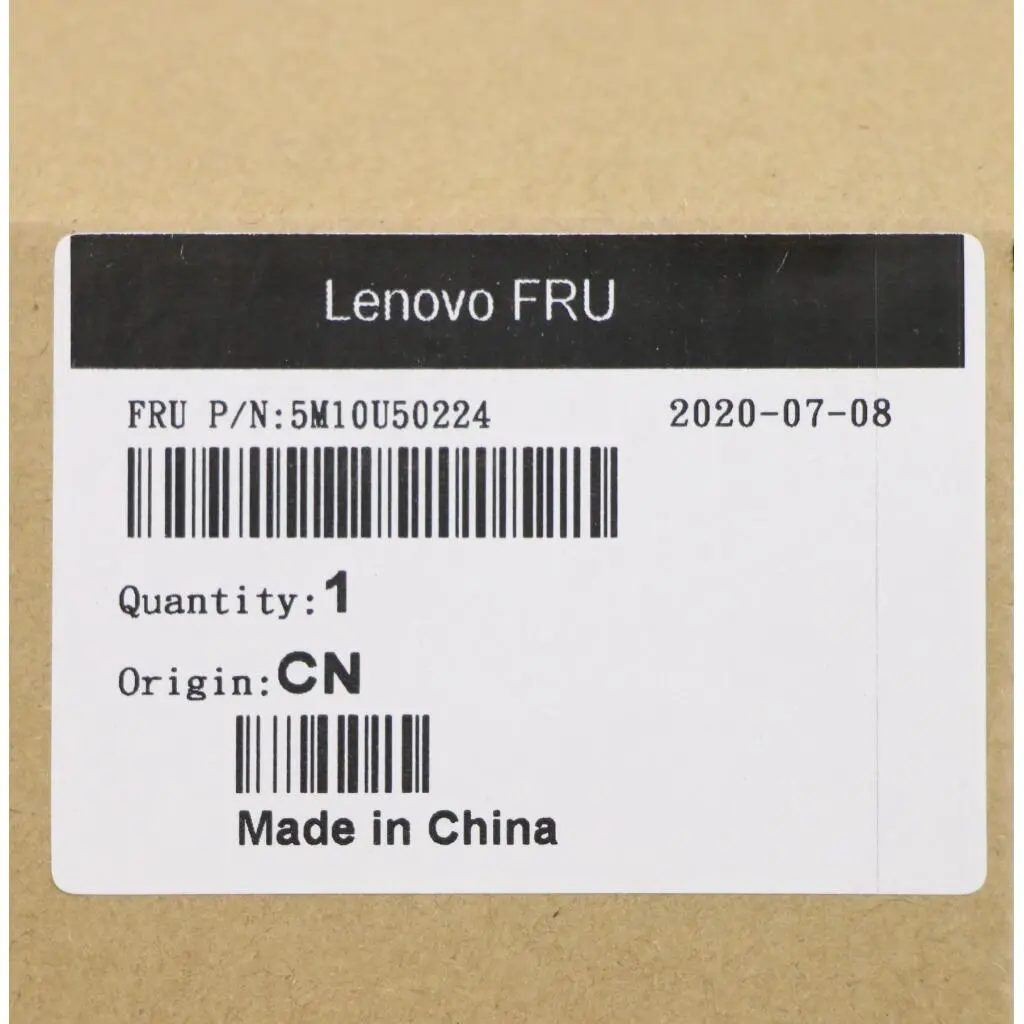 Lenovo FRU
FRU P/N:5M10U50224 2020-07-08
Quantity:1
Origin:CN
Made in China